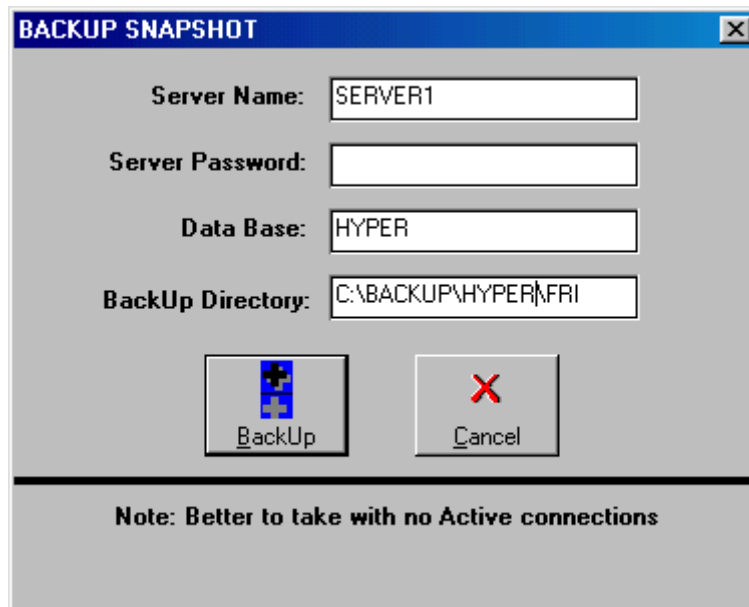 BACKUP SNAPSHOT
Server Name: SERVER1
Server Password:
Data Base: HYPER
BackUp Directory: C:\BACKUP\HYPER\FRI
BackUp Cancel
Note: Better to take with no Active connections